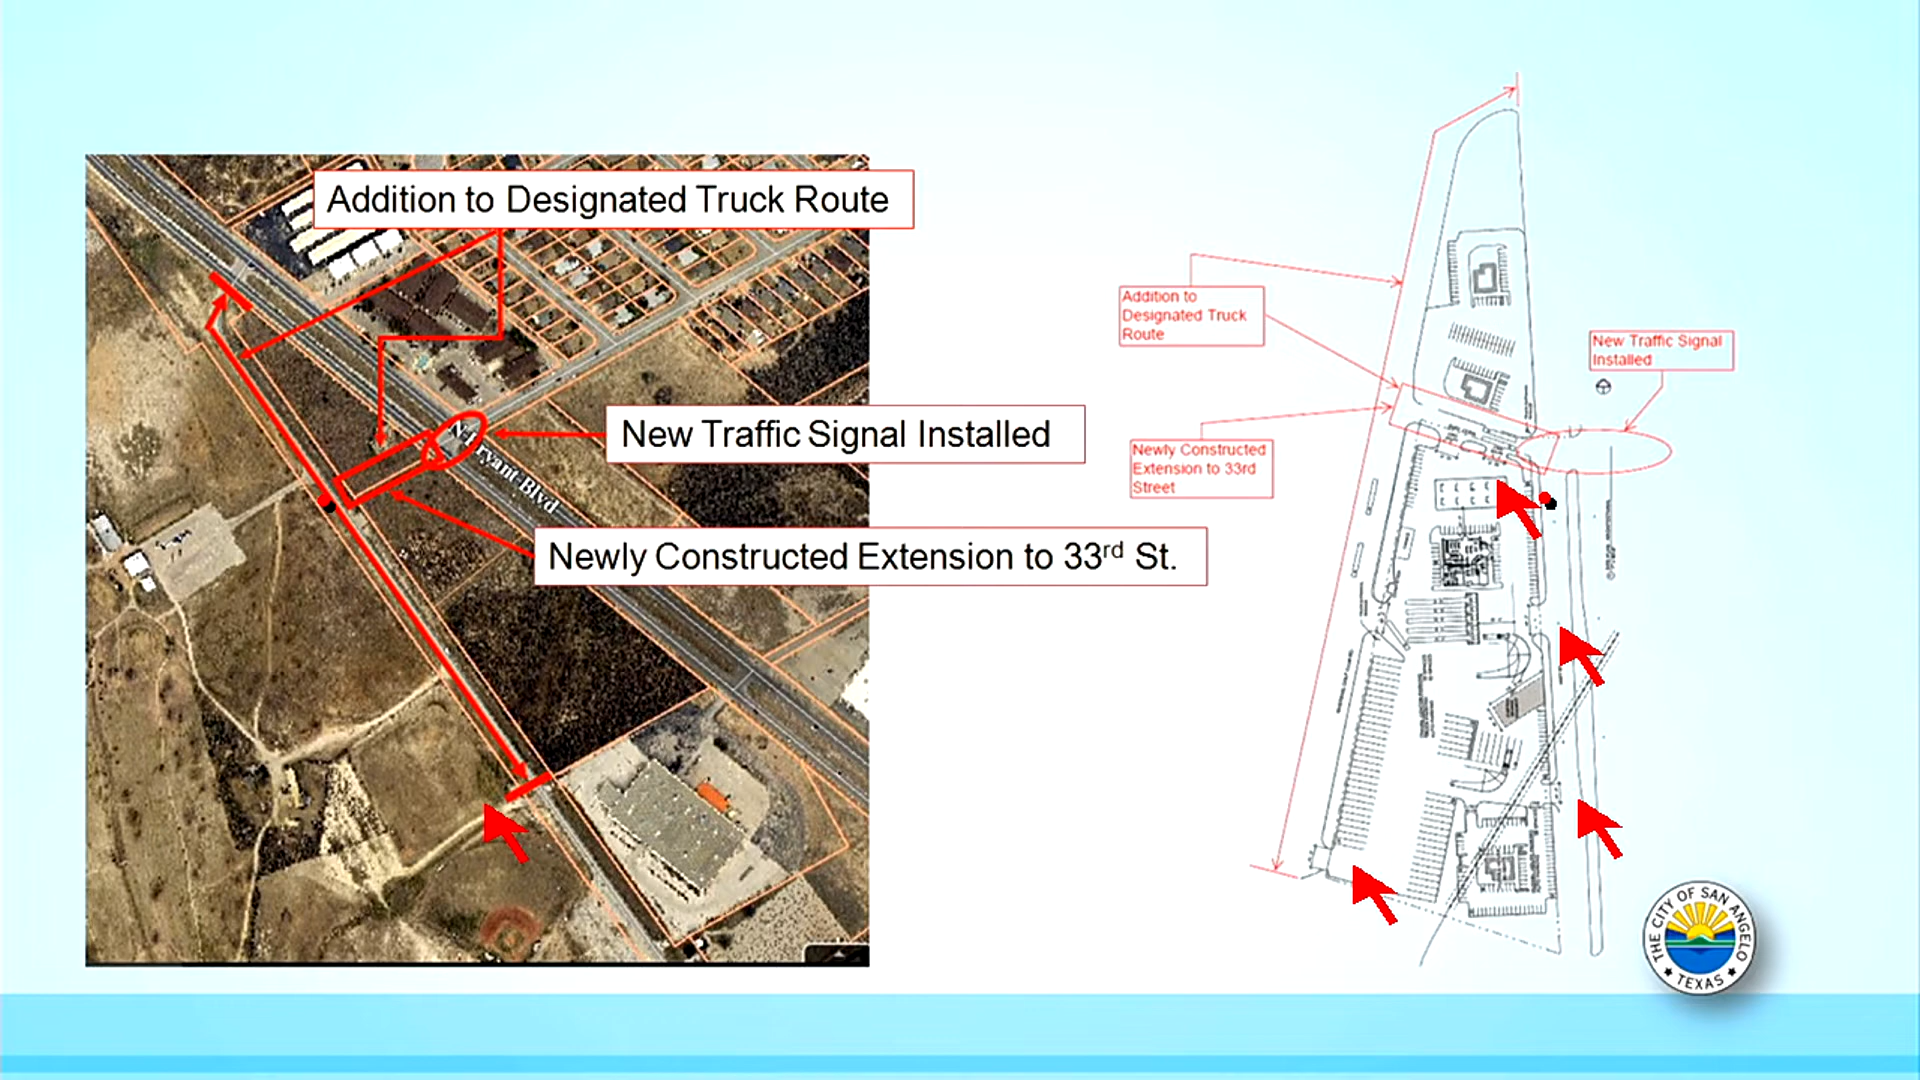 Addition to Designated Truck Route
New Traffic Signal Installed
N Bryant Blvd
Newly Constructed Extension to 33rd St.
Addition to
Designated Truck
Route
New Traffic Signal
Installed
Newly Constructed
Extension to 33rd
Street
THE CITY OF SAN ANGELO
TEXAS